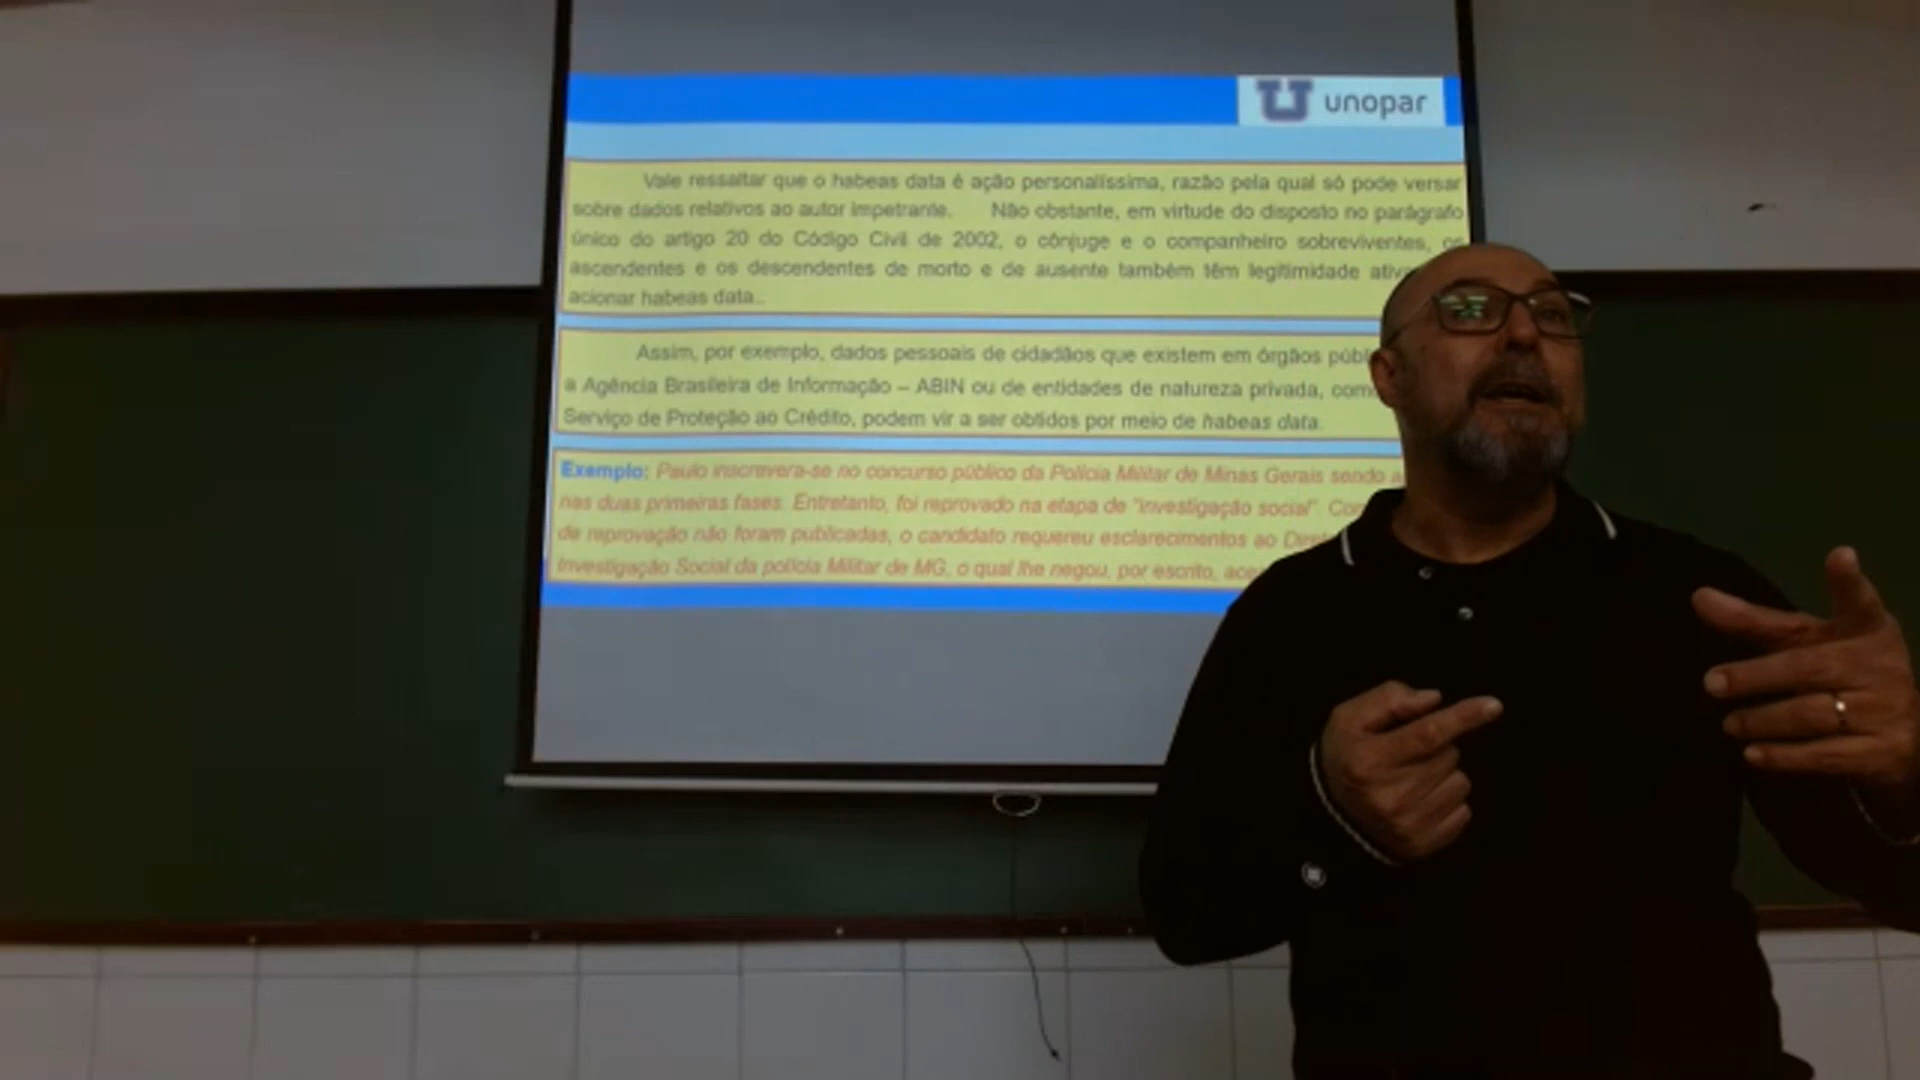 unopar
Vale ressaltar que o habeas data é ação personalíssima, razão pela qual só pode versar
sobre dados relativos ao autor impetrante. Não obstante, em virtude do disposto no parágrafo
único do artigo 20 do Código Civil de 2002, o cônjuge e o companheiro sobreviventes, os
ascendentes e os descendentes de morto e de ausente também têm legitimidade
acionar habeas data..
Assim, por exemplo, dados pessoais de cidadãos que existem em órgãos
a Agência Brasileira de Informação – ABIN ou de entidades de natureza privada,
Serviço de Proteção ao Crédito, podem vir a ser obtidos por meio de habeas data.
Exemplo: Paulo inscrevera-se no concurso público da Polícia Militar de Minas Gerais sendo
nas duas primeiras fases. Entretanto, foi reprovado na etapa de "investigação social".
de reprovação não foram publicadas, o candidato requereu esclarecimentos ao
Investigação Social da polícia Militar de MG, o qual lhe negou, por escrito,